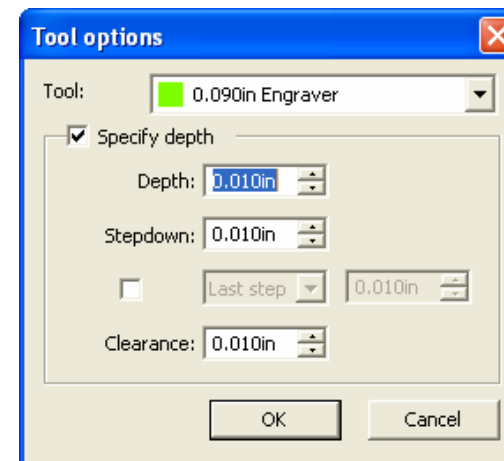 Tool options
Tool: 0.090in Engraver
Specify depth
Depth: 0.010in
Stepdown: 0.010in
Last step 0.010in
Clearance: 0.010in
OK Cancel